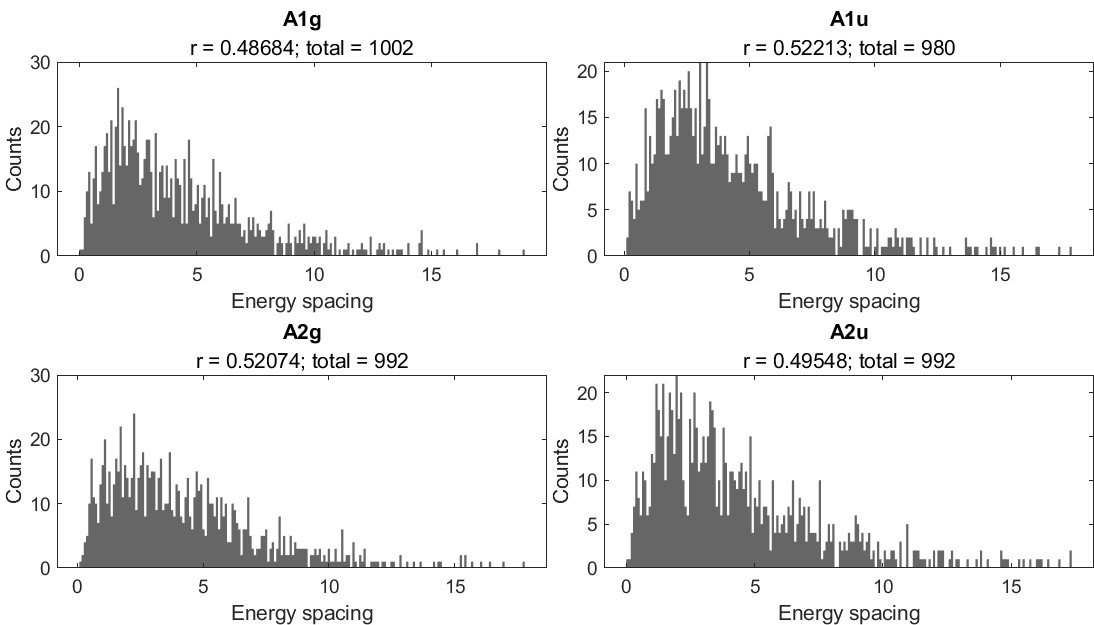 A1g
r = 0.48684; total = 1002
30
20
10
0
Counts
0 5 10 15
Energy spacing
A1u
r = 0.52213; total = 980
20
15
10
5
0
Counts
0 5 10 15
Energy spacing
A2g
r = 0.52074; total = 992
30
20
10
0
Counts
0 5 10 15
Energy spacing
A2u
r = 0.49548; total = 992
20
15
10
5
0
Counts
0 5 10 15
Energy spacing